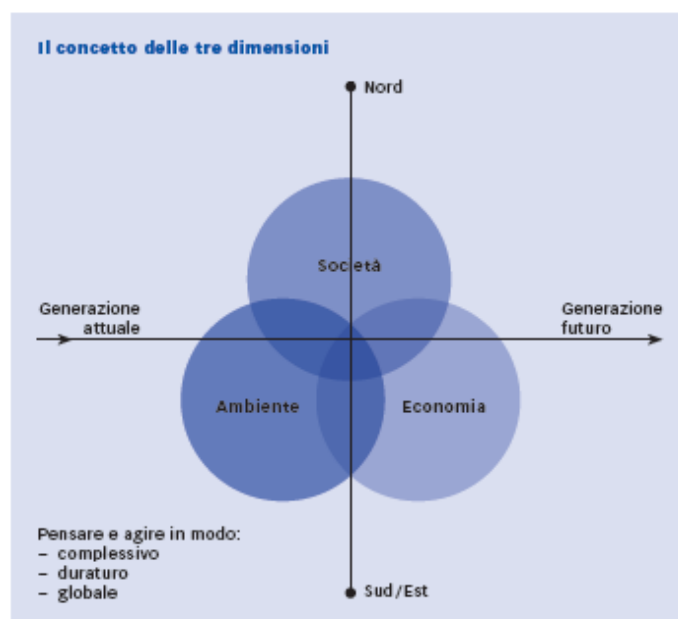 Il concetto delle tre dimensioni
Nord
Società
Generazione
attuale
Generazione
futuro
Ambiente
Economia
Pensare e agire in modo:
– complessivo
– duraturo
– globale
Sud/Est